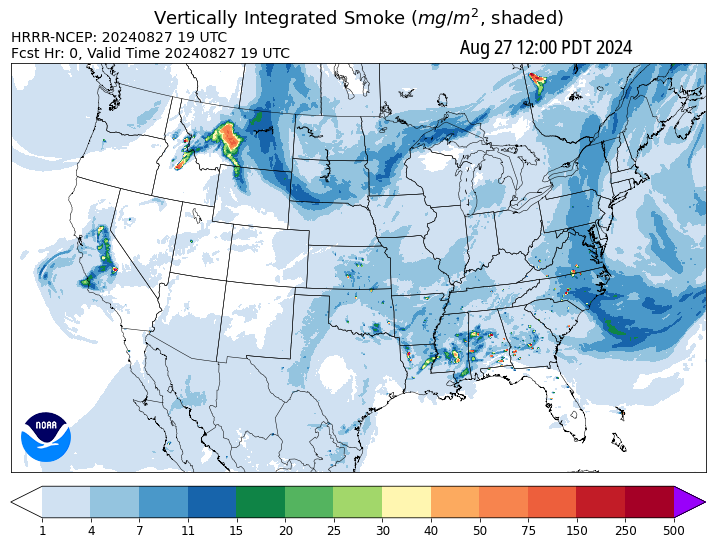 Vertically Integrated Smoke (mg/m², shaded)
HRRR-NCEP: 20240827 19 UTC
Fcst Hr: 0, Valid Time 20240827 19 UTC
Aug 27 12:00 PDT 2024
NOAA
1 4 7 11 15 20 25 30 40 50 75 150 250 500